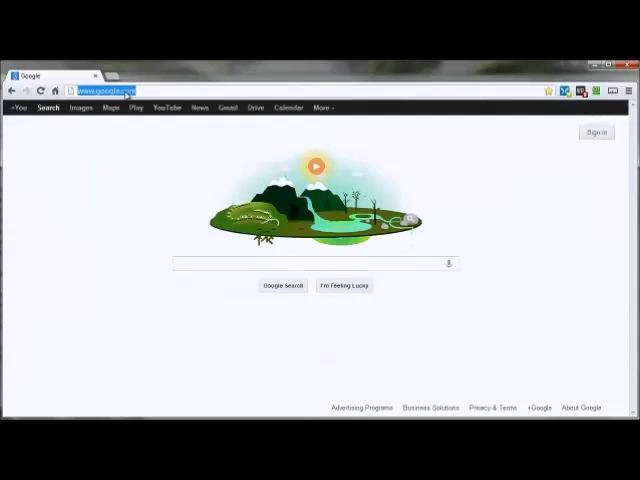 Google
www.google.com
+You Search Images Maps Play YouTube News Gmail Drive Calendar More
Sign in
Google Search I'm Feeling Lucky
Advertising Programs Business Solutions Privacy & Terms +Google About Google